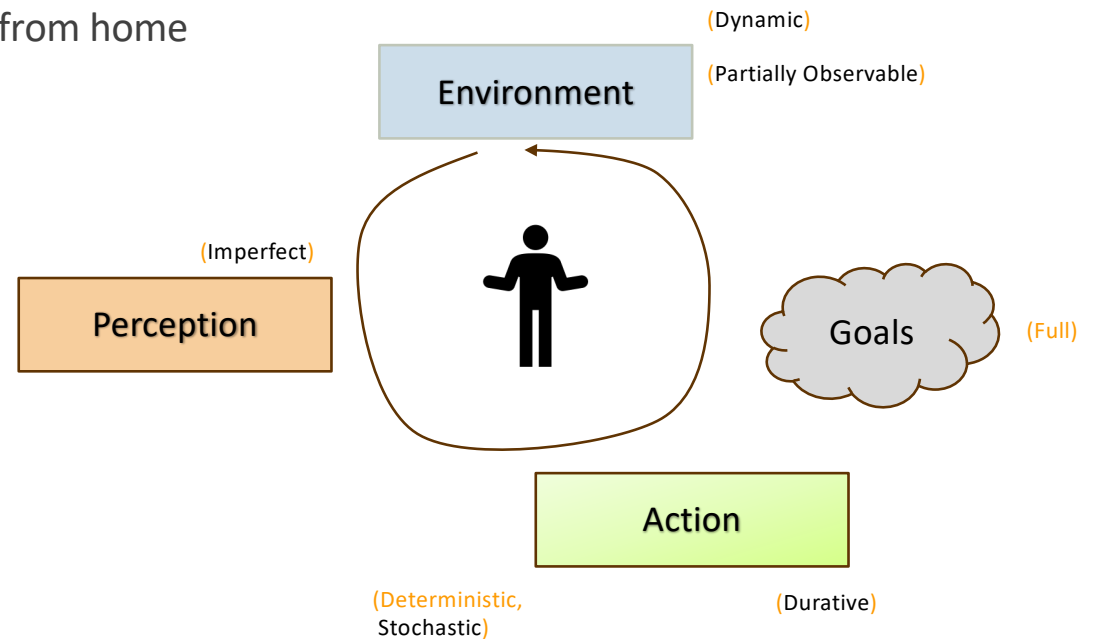 from home
(Dynamic)
(Partially Observable)
Environment
(Imperfect)
Perception
Goals
(Full)
Action
(Deterministic,
Stochastic)
(Durative)